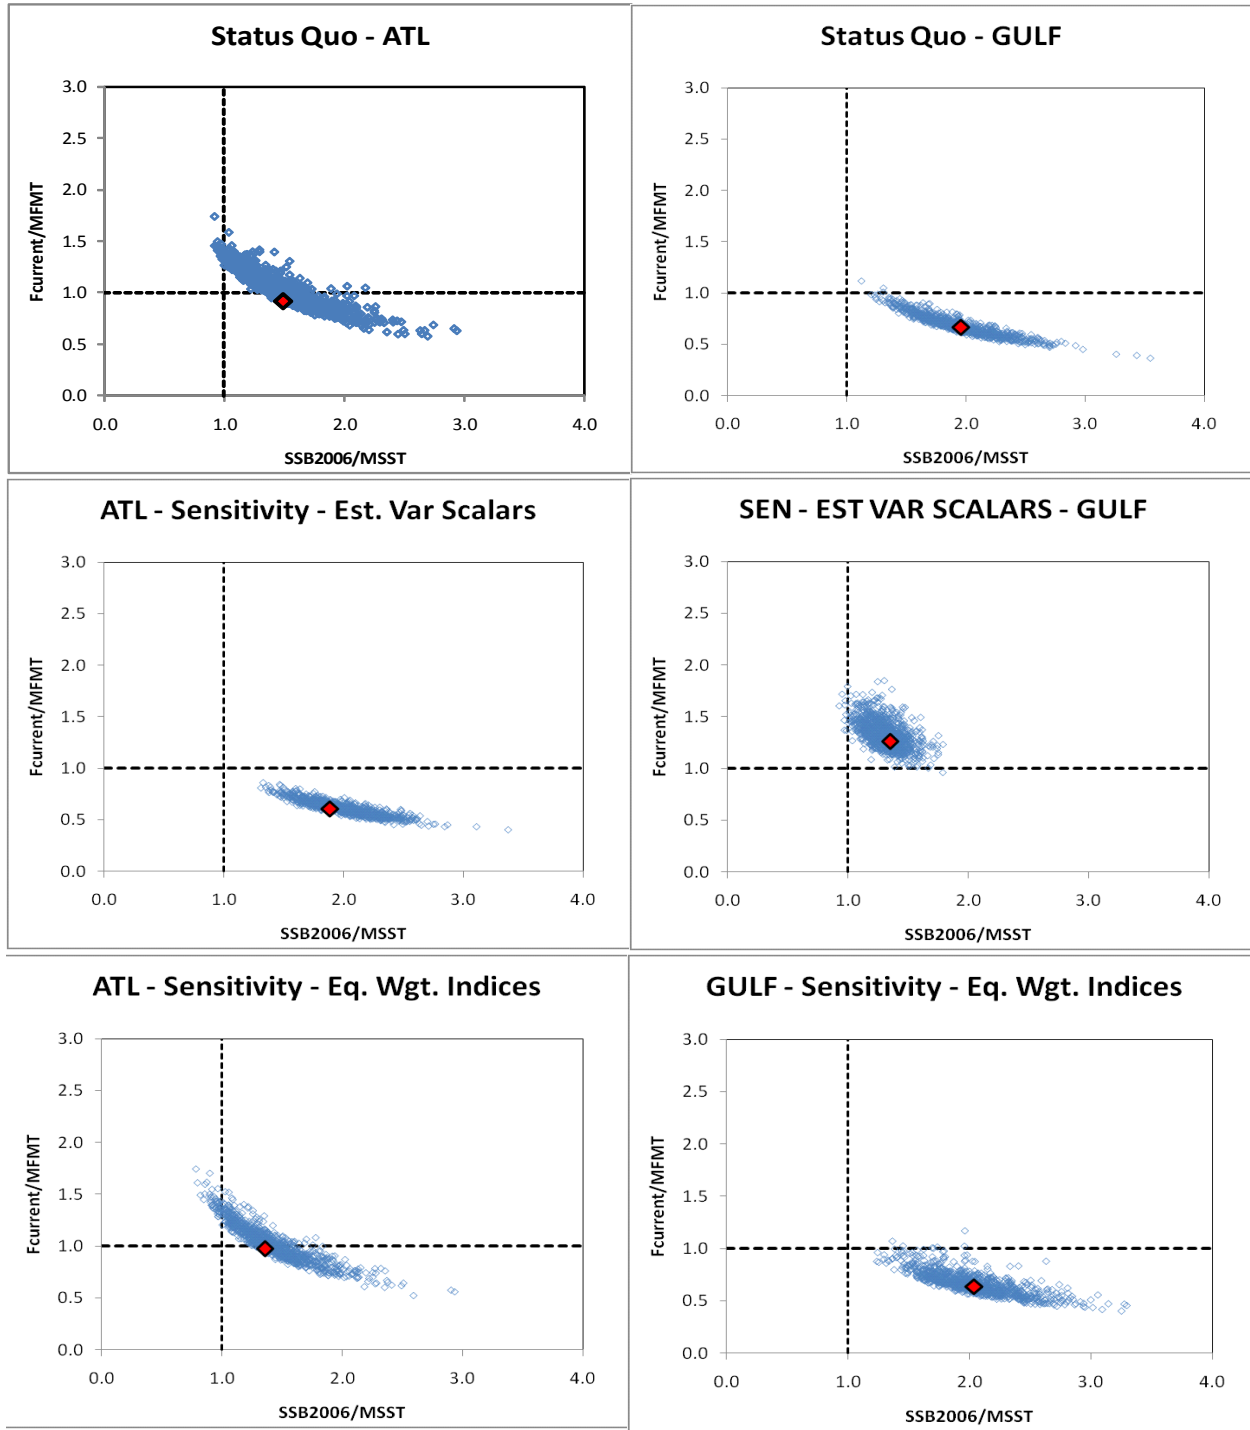 Status Quo - ATL
3.0
2.5
2.0
1.5
1.0
0.5
0.0
Fcurrent/MFMT
0.0 1.0 2.0 3.0 4.0
SSB2006/MSST
Status Quo - GULF
3.0
2.5
2.0
1.5
1.0
0.5
0.0
Fcurrent/MFMT
0.0 1.0 2.0 3.0 4.0
SSB2006/MSST
ATL - Sensitivity - Est. Var Scalars
3.0
2.5
2.0
1.5
1.0
0.5
0.0
Fcurrent/MFMT
0.0 1.0 2.0 3.0 4.0
SSB2006/MSST
SEN - EST VAR SCALARS - GULF
3.0
2.5
2.0
1.5
1.0
0.5
0.0
Fcurrent/MFMT
0.0 1.0 2.0 3.0 4.0
SSB2006/MSST
ATL - Sensitivity - Eq. Wgt. Indices
3.0
2.5
2.0
1.5
1.0
0.5
0.0
Fcurrent/MFMT
0.0 1.0 2.0 3.0 4.0
SSB2006/MSST
GULF - Sensitivity - Eq. Wgt. Indices
3.0
2.5
2.0
1.5
1.0
0.5
0.0
Fcurrent/MFMT
0.0 1.0 2.0 3.0 4.0
SSB2006/MSST